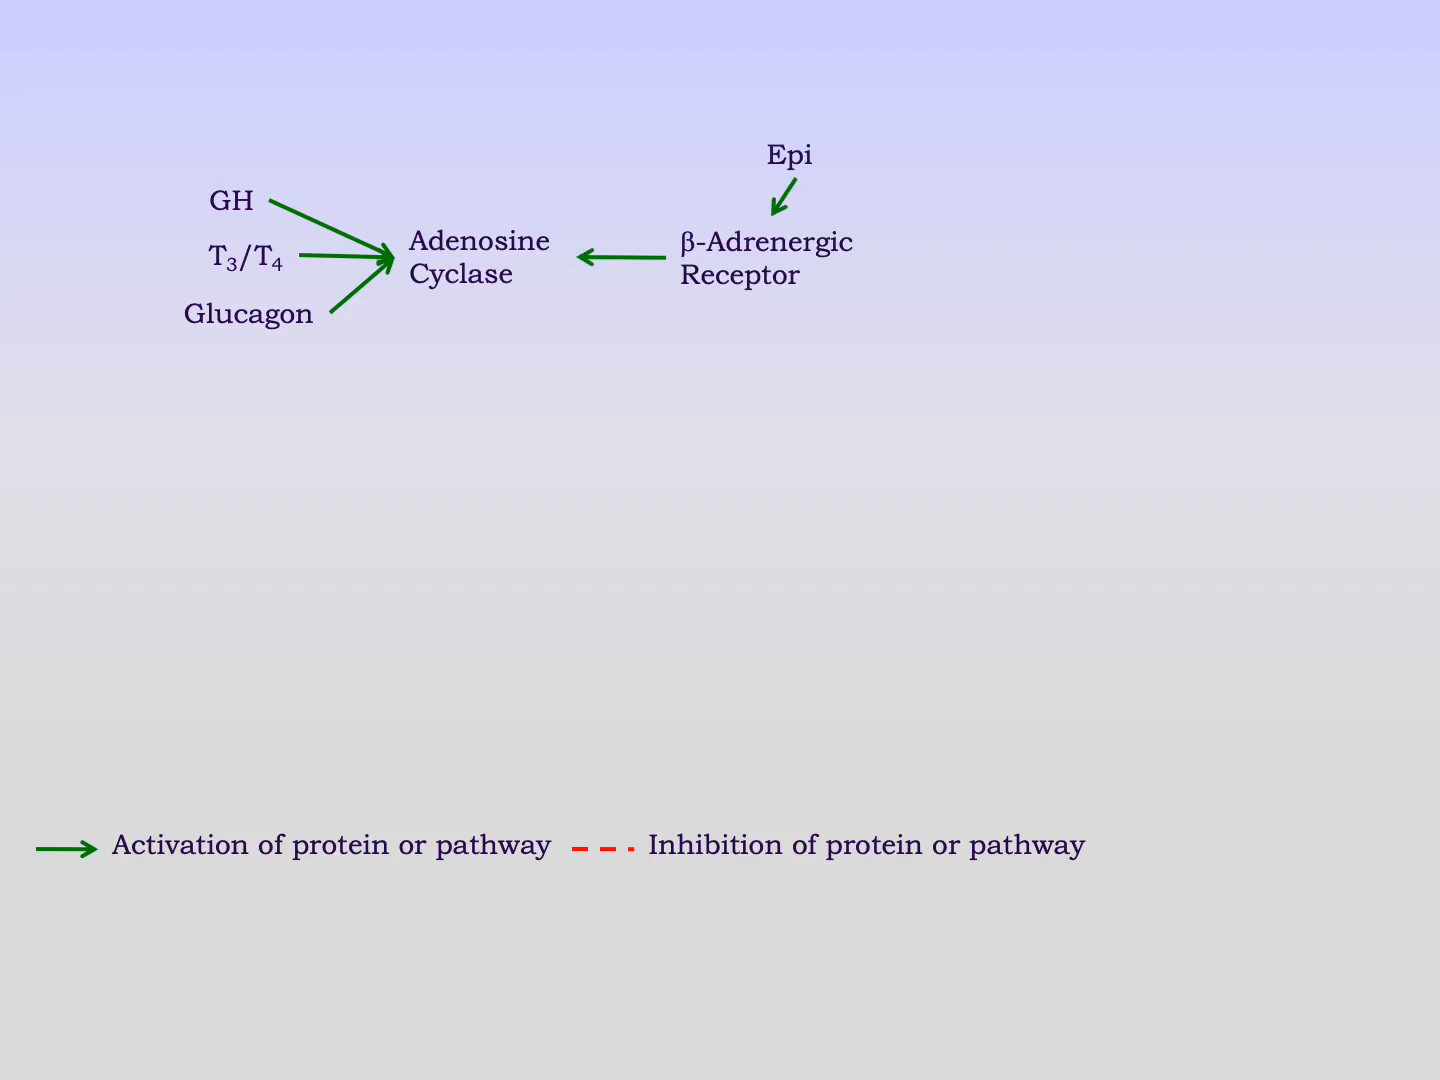 Epi
GH
Adenosine
Cyclase
β-Adrenergic
Receptor
T₃/T₄
Glucagon
Activation of protein or pathway
Inhibition of protein or pathway